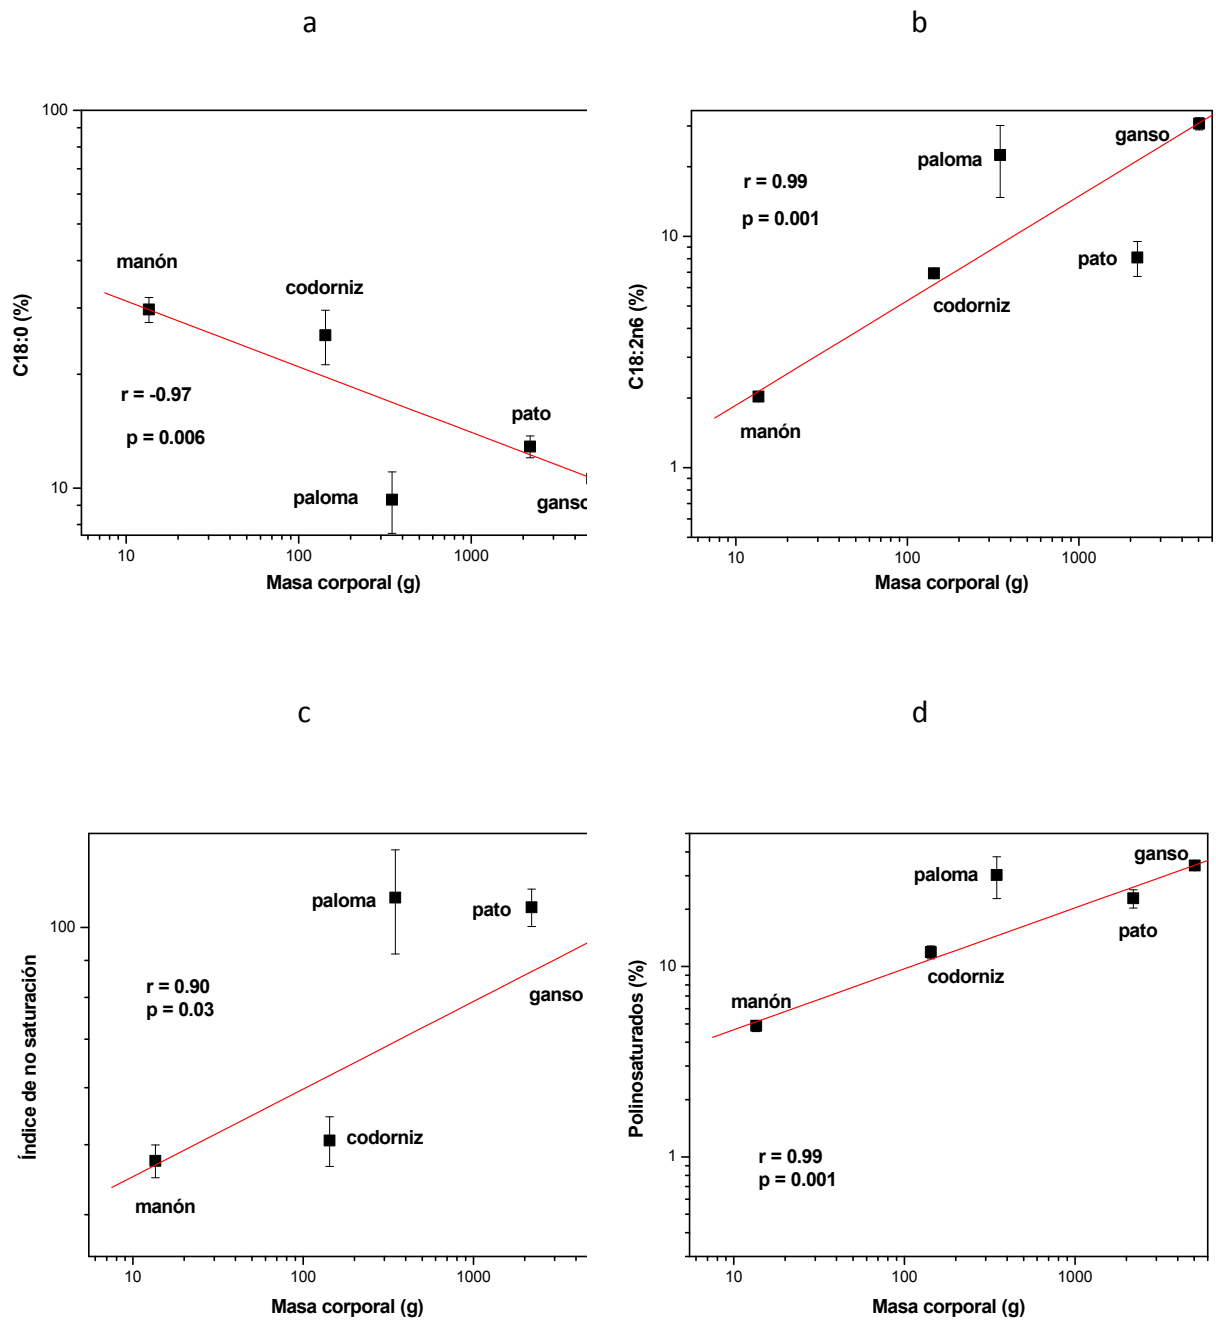 a
100
manón
codorniz
C18:0 (%)
r = -0.97
pato
p = 0.006
paloma
ganso
10
10
100
1000
Masa corporal (g)
b
ganso
paloma
r = 0.99
p = 0.001
10
pato
codorniz
C18:2n6 (%)
manón
1
10
100
1000
Masa corporal (g)
c
paloma
pato
100
r = 0.90
p = 0.03
ganso
Índice de no saturación
codorniz
manón
10
100
1000
Masa corporal (g)
d
ganso
paloma
pato
10
codorniz
manón
Polinosaturados (%)
1
r = 0.99
p = 0.001
10
100
1000
Masa corporal (g)